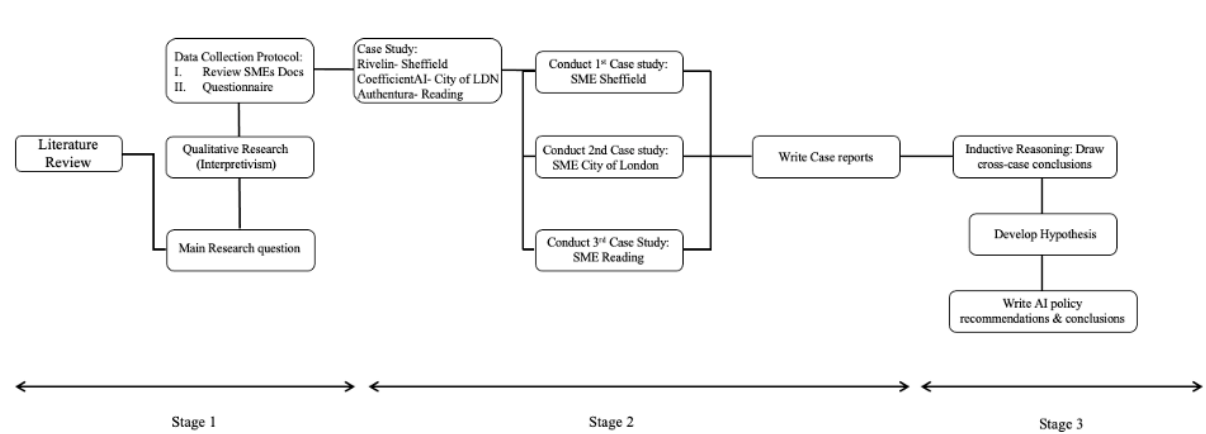 Literature
Review
Data Collection Protocol:
I. Review SMEs Docs
II. Questionnaire
Qualitative Research
(Interpretivism)
Main Research question
Case Study:
Rivelin- Sheffield
CoefficientAI- City of LDN
Authentura- Reading
Conduct 1st Case study:
SME Sheffield
Conduct 2nd Case study:
SME City of London
Conduct 3rd Case Study:
SME Reading
Write Case reports
Inductive Reasoning: Draw
cross-case conclusions
Develop Hypothesis
Write AI policy
recommendations & conclusions
Stage 1
Stage 2
Stage 3